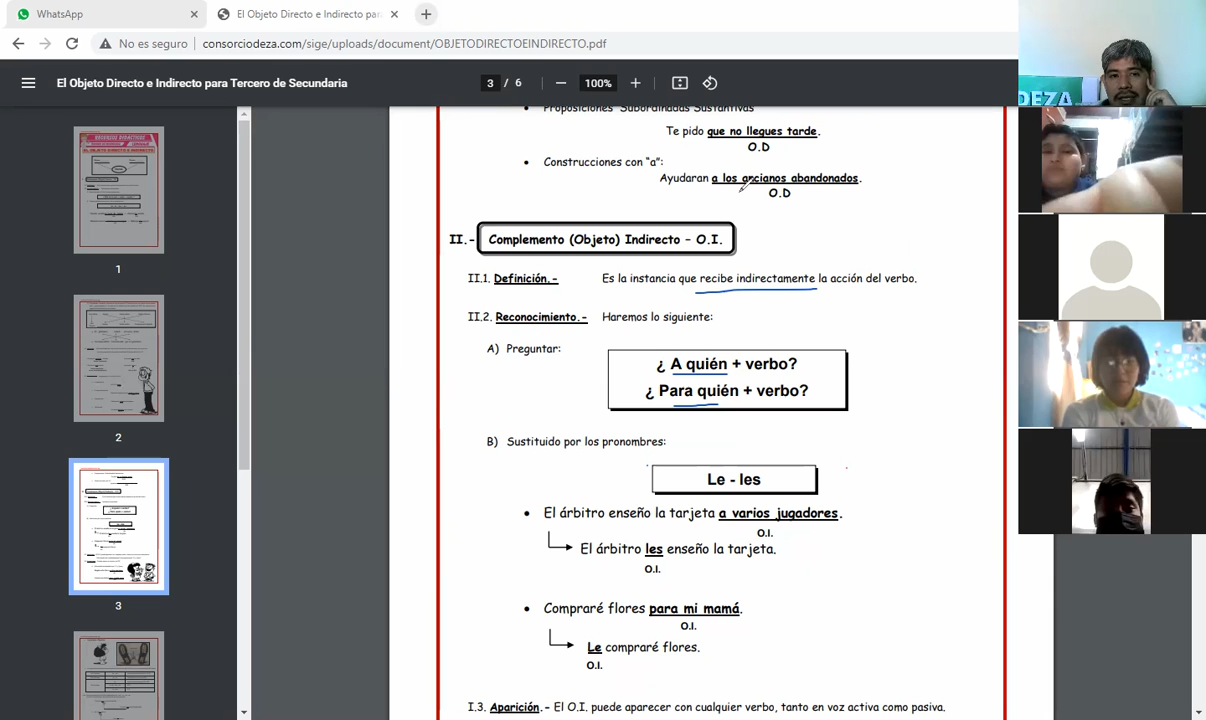 WhatsApp
El Objeto Directo e Indirecto par
No es seguro
consorciodeza.com/sige/uploads/document/OBJETODIRECTOEINDIRECTO.pdf
El Objeto Directo e Indirecto para Tercero de Secundaria
3 / 6
100%
DEZA
1
2
3
• Proposiciones Subordinadas Sustantivas
Te pido que no llegues tarde.
O.D
• Construcciones con "a":
Ayudaran a los ancianos abandonados.
O.D
II.- Complemento (Objeto) Indirecto – O.I.
II.1. Definición.- Es la instancia que recibe indirectamente la acción del verbo.
II.2. Reconocimiento.- Haremos lo siguiente:
A) Preguntar:
¿ A quién + verbo?
¿ Para quién + verbo?
B) Sustituido por los pronombres:
Le - les
• El árbitro enseño la tarjeta a varios jugadores.
O.I.
El árbitro les enseño la tarjeta.
O.I.
• Compraré flores para mi mamá.
O.I.
Le compraré flores.
O.I.
I.3. Aparición.- El O.I. puede aparecer con cualquier verbo, tanto en voz activa como pasiva.